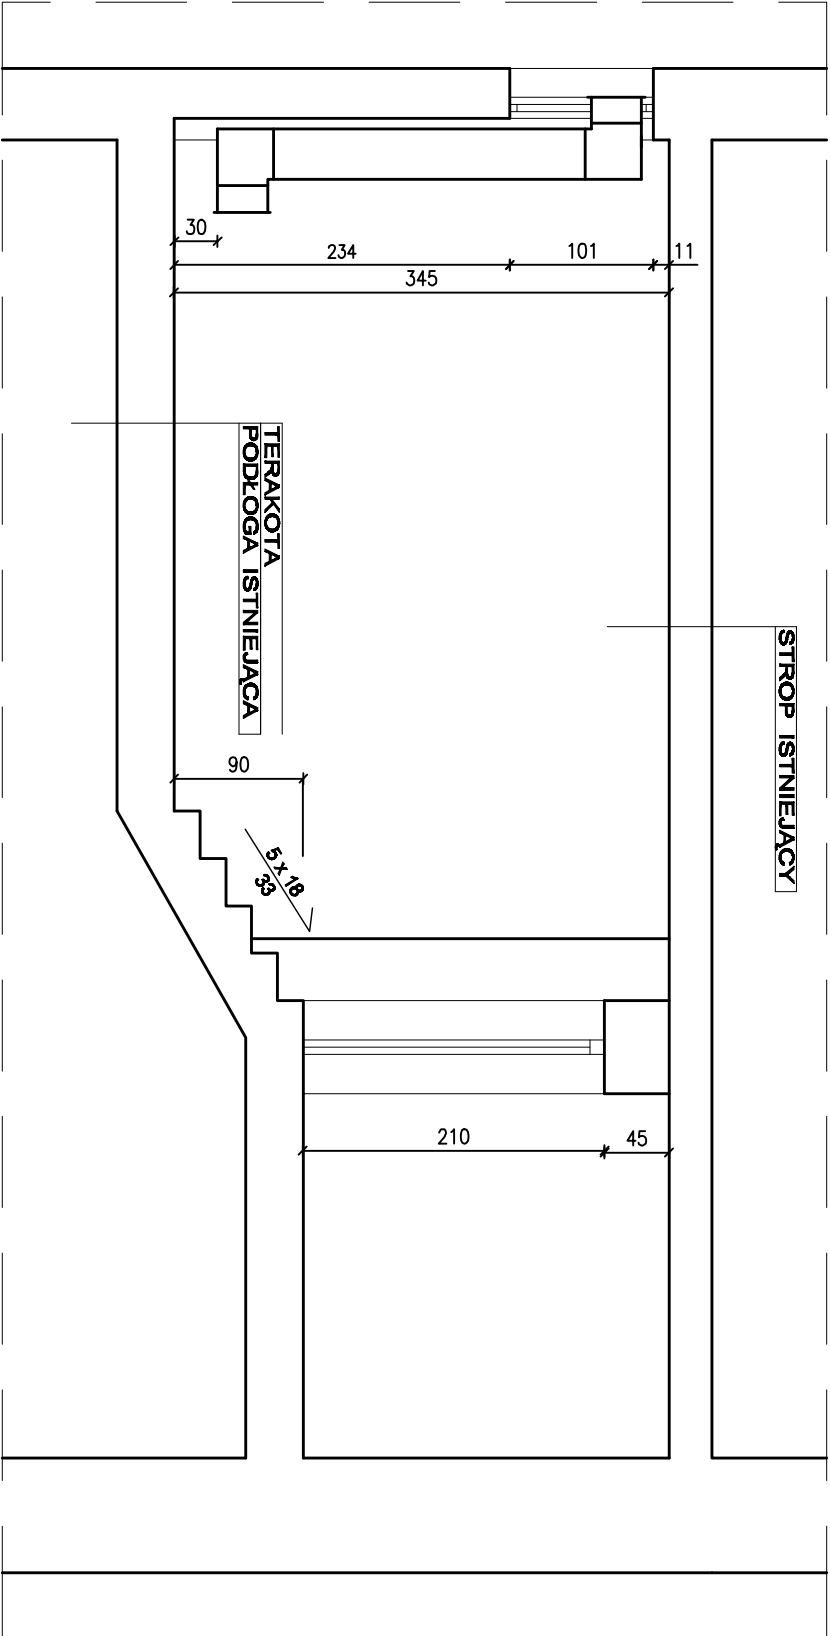 30
234
101
11
345
TERAKOTA
PODŁOGA ISTNIEJĄCA
STROP ISTNIEJĄCY
90
5 x 18
33
210
45